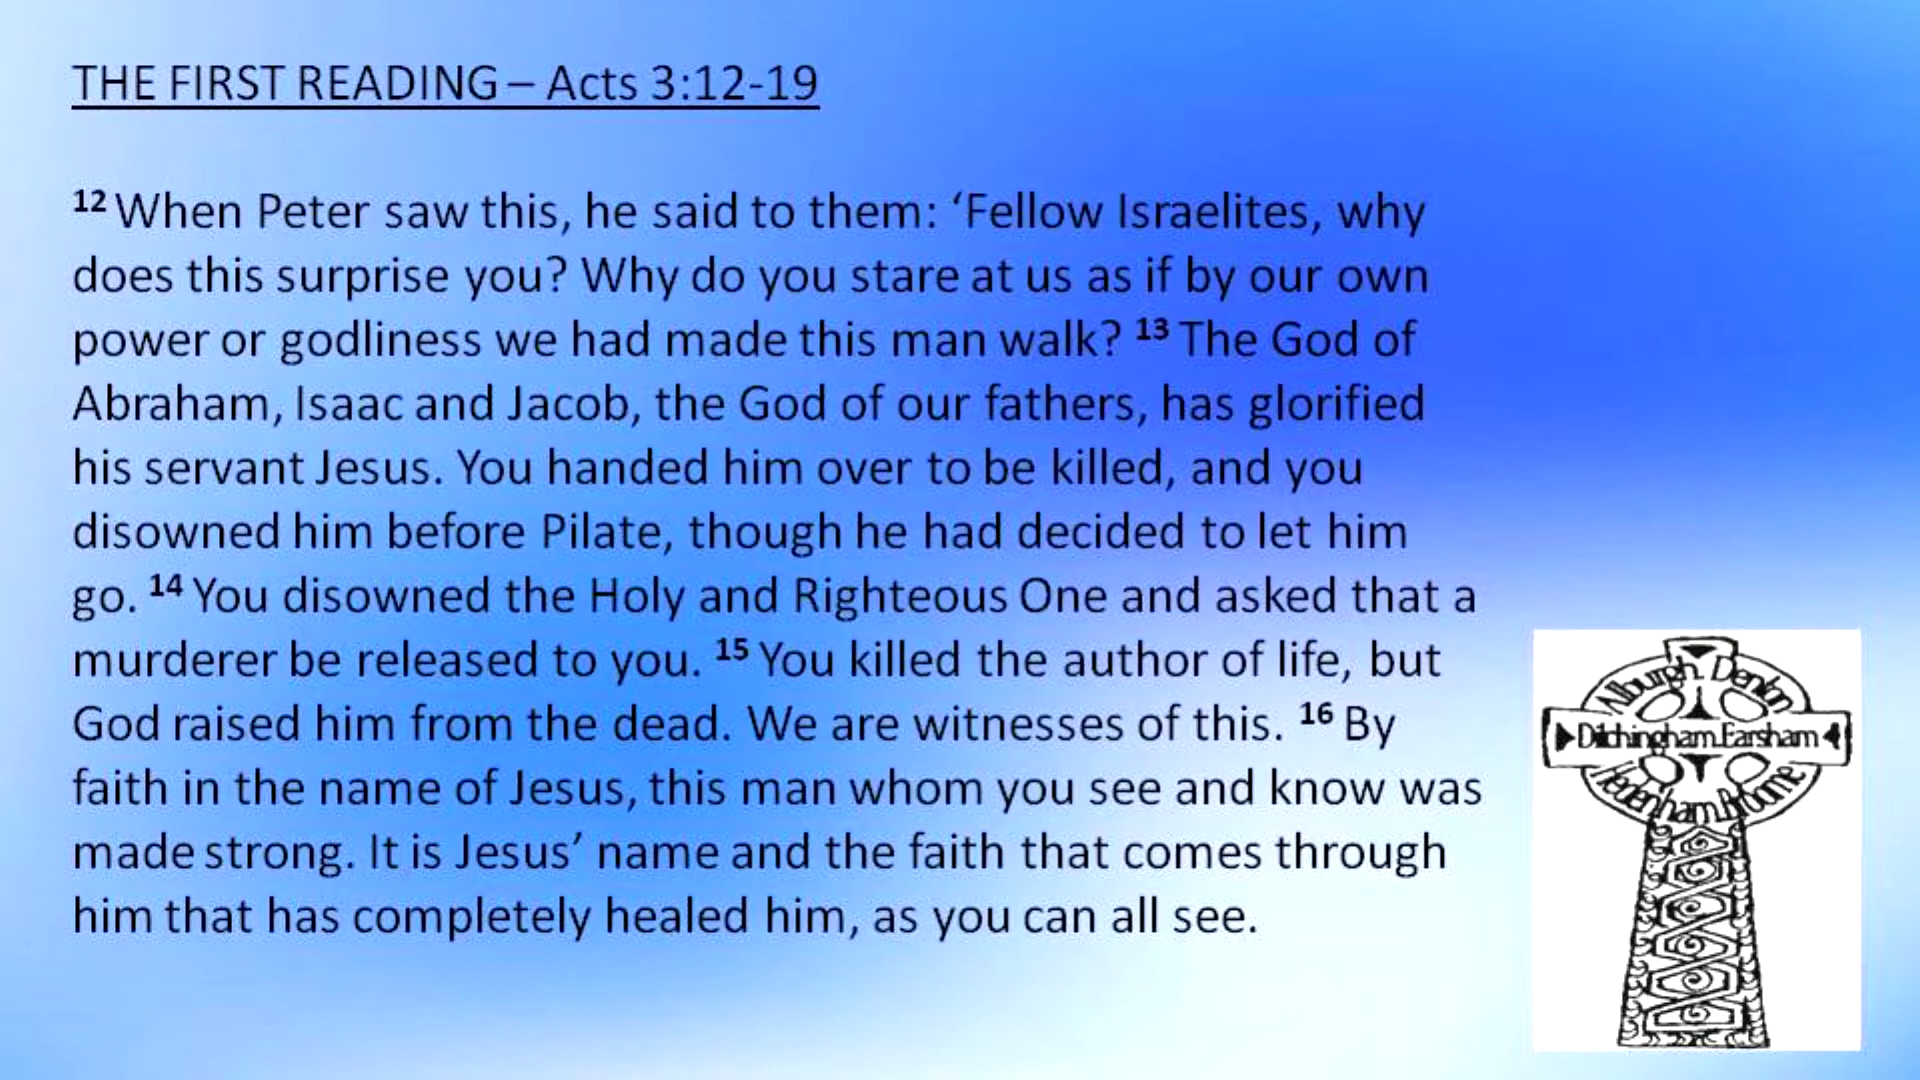 THE FIRST READING – Acts 3:12-19
12 When Peter saw this, he said to them: ‘Fellow Israelites, why
does this surprise you? Why do you stare at us as if by our own
power or godliness we had made this man walk? 13 The God of
Abraham, Isaac and Jacob, the God of our fathers, has glorified
his servant Jesus. You handed him over to be killed, and you
disowned him before Pilate, though he had decided to let him
go. 14 You disowned the Holy and Righteous One and asked that a
murderer be released to you. 15 You killed the author of life, but
God raised him from the dead. We are witnesses of this. 16 By
faith in the name of Jesus, this man whom you see and know was
made strong. It is Jesus’ name and the faith that comes through
him that has completely healed him, as you can all see.
Alburgh. Denton
Ditchingham.Earsham
Hedenham.Broome